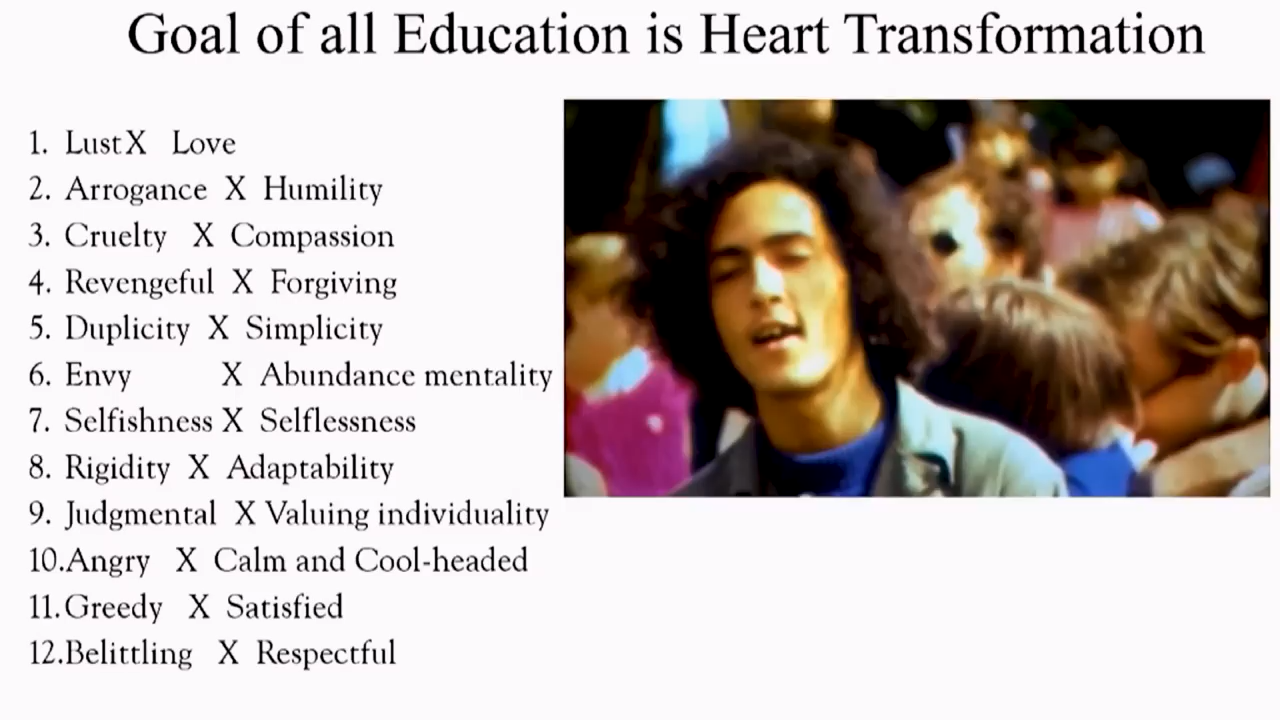 Goal of all Education is Heart Transformation
1. Lust X Love
2. Arrogance X Humility
3. Cruelty X Compassion
4. Revengeful X Forgiving
5. Duplicity X Simplicity
6. Envy X Abundance mentality
7. Selfishness X Selflessness
8. Rigidity X Adaptability
9. Judgmental X Valuing individuality
10.Angry X Calm and Cool-headed
11.Greedy X Satisfied
12.Belittling X Respectful